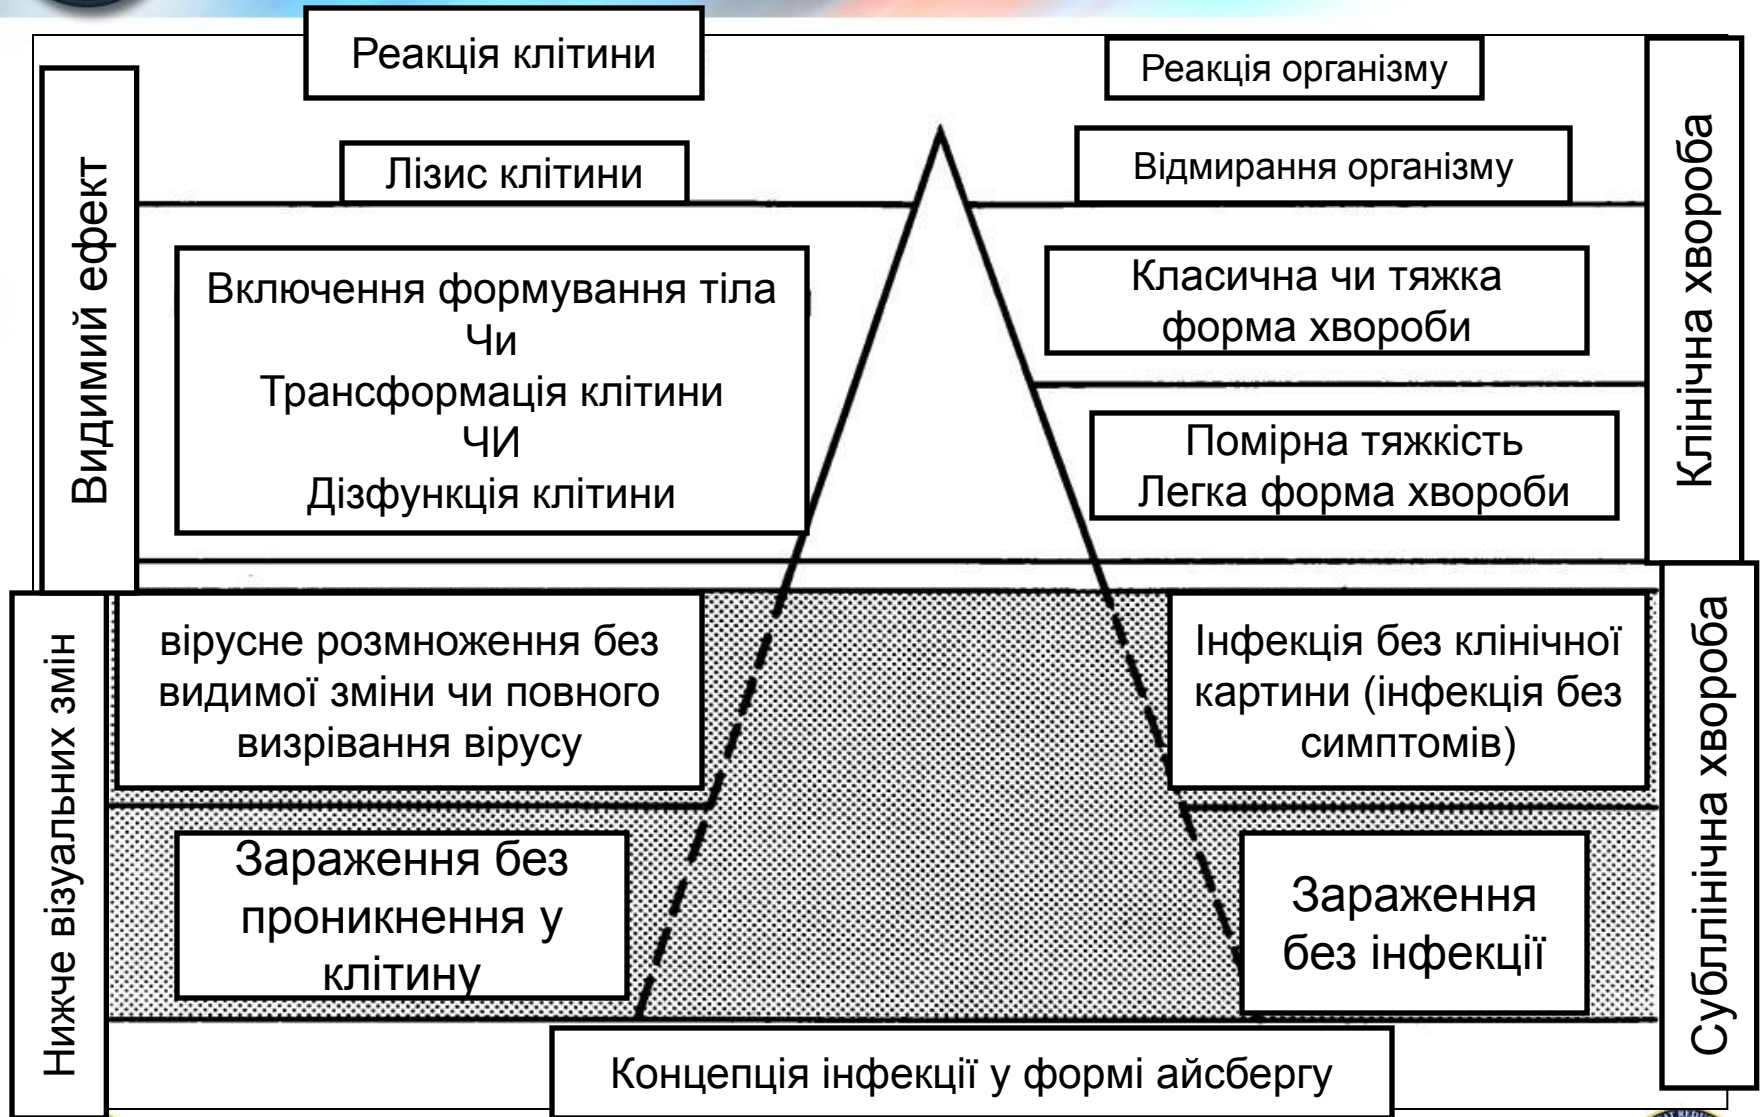 Реакція клітини
Реакція організму
Видимий ефект
Лізис клітини
Відмирання організму
Клінічна хвороба
Включення формування тіла
Чи
Трансформація клітини
ЧИ
Дізфункція клітини
Класична чи тяжка
форма хвороби
Помірна тяжкість
Легка форма хвороби
Нижче візуальних змін
вірусне розмноження без
видимої зміни чи повного
визрівання вірусу
Інфекція без клінічної
картини (інфекція без
симптомів)
Субплінічна хвороба
Зараження без
проникнення у
клітину
Зараження
без інфекції
Концепція інфекції у формі айсбергу